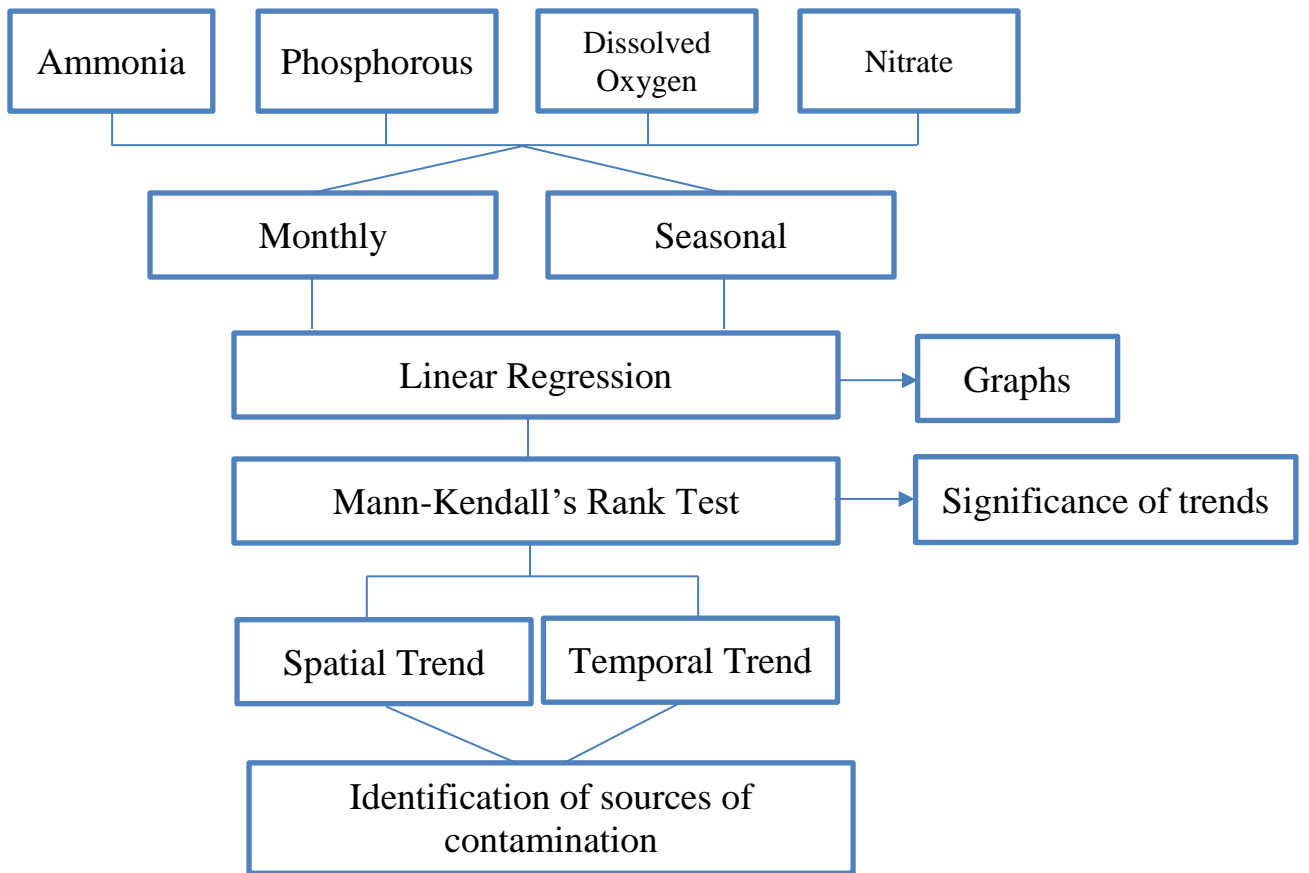 Ammonia
Phosphorous
Dissolved
Oxygen
Nitrate
Monthly
Seasonal
Linear Regression
Graphs
Mann-Kendall’s Rank Test
Significance of trends
Spatial Trend
Temporal Trend
Identification of sources of
contamination